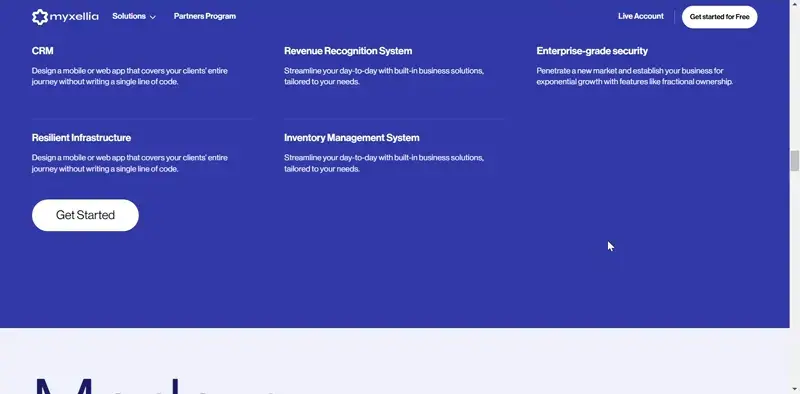 myxellia Solutions Partners Program Live Account Get started for Free
CRM
Design a mobile or web app that covers your clients' entire
journey without writing a single line of code.
Revenue Recognition System
Streamline your day-to-day with built-in business solutions,
tailored to your needs.
Enterprise-grade security
Penetrate a new market and establish your business for
exponential growth with features like fractional ownership.
Resilient Infrastructure
Design a mobile or web app that covers your clients' entire
journey without writing a single line of code.
Inventory Management System
Streamline your day-to-day with built-in business solutions,
tailored to your needs.
Get Started